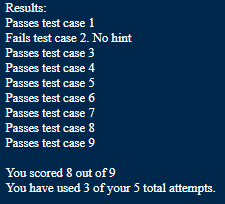 Results:
Passes test case 1
Fails test case 2. No hint
Passes test case 3
Passes test case 4
Passes test case 5
Passes test case 6
Passes test case 7
Passes test case 8
Passes test case 9
You scored 8 out of 9
You have used 3 of your 5 total attempts.